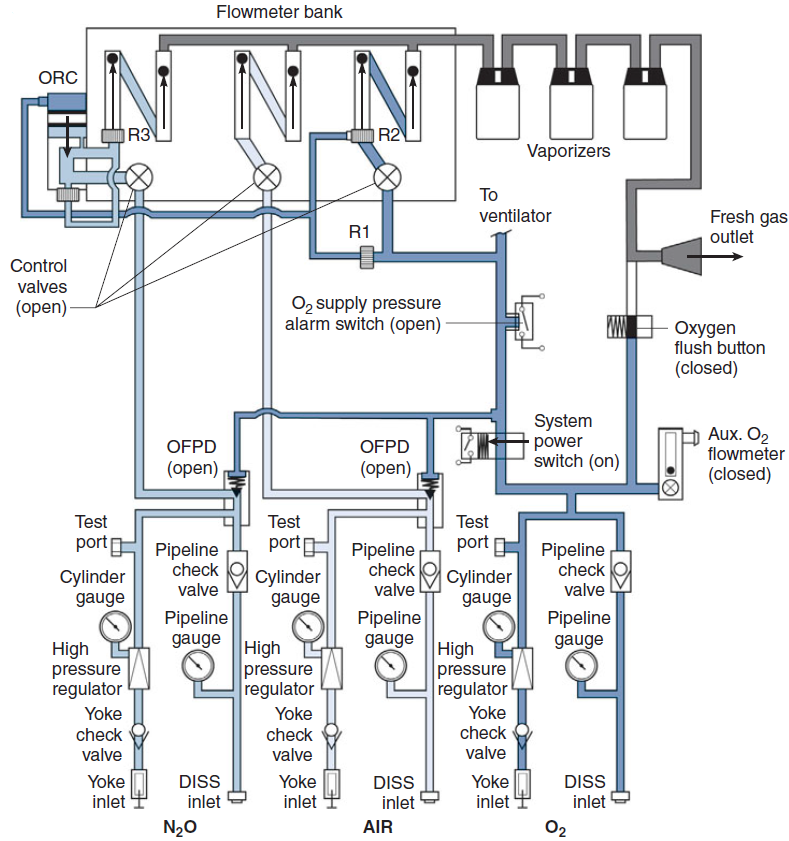 Flowmeter bank
ORC
R3
R2
Vaporizers
To
ventilator
R1
Fresh gas
outlet
Control
valves
(open)
O₂ supply pressure
alarm switch (open)
Oxygen
flush button
(closed)
System
power
switch (on)
Aux. O₂
flowmeter
(closed)
OFPD
(open)
OFPD
(open)
Test
port
Pipeline
check
valve
Cylinder
gauge
Pipeline
gauge
High
pressure
regulator
Yoke
check
valve
Yoke
inlet
DISS
inlet
N₂O
Test
port
Pipeline
check
valve
Cylinder
gauge
Pipeline
gauge
High
pressure
regulator
Yoke
check
valve
Yoke
inlet
DISS
inlet
AIR
Test
port
Pipeline
check
valve
Cylinder
gauge
Pipeline
gauge
High
pressure
regulator
Yoke
check
valve
Yoke
inlet
DISS
inlet
O₂